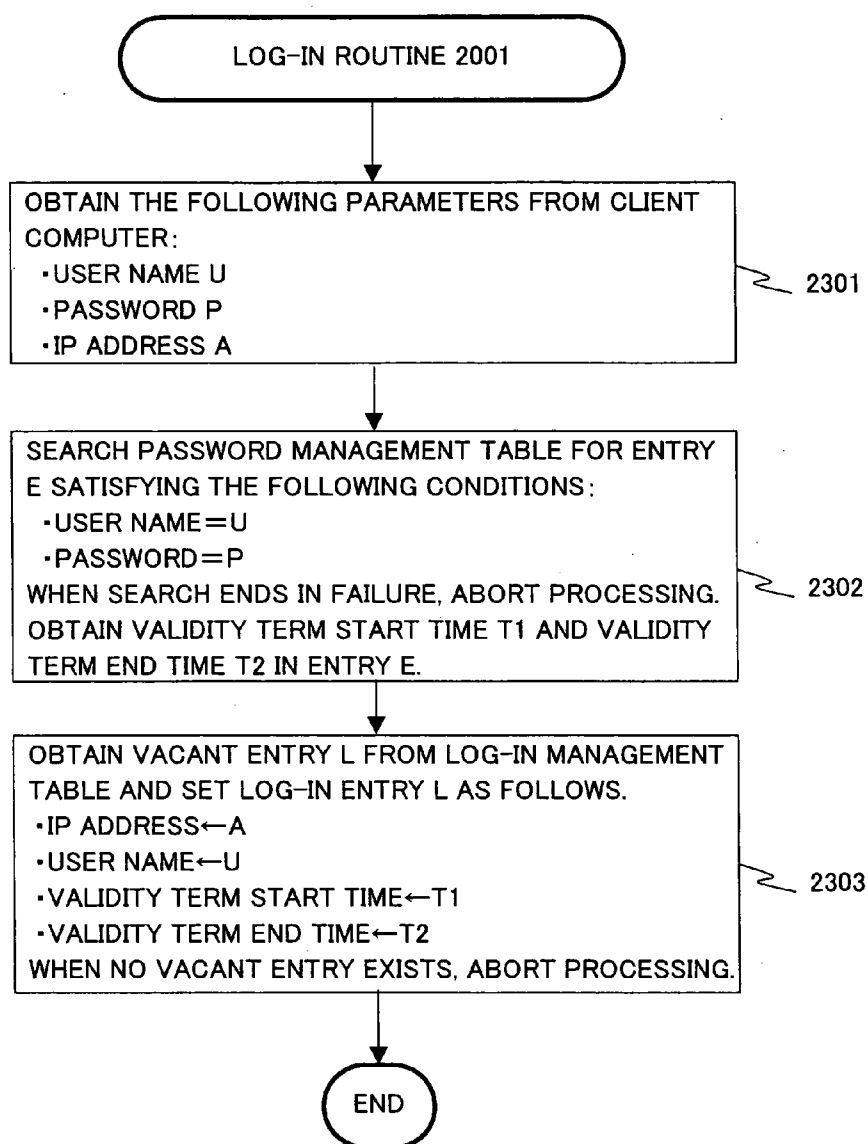 LOG-IN ROUTINE 2001
OBTAIN THE FOLLOWING PARAMETERS FROM CLIENT
COMPUTER:
・USER NAME U
・PASSWORD P
・IP ADDRESS A
2301
SEARCH PASSWORD MANAGEMENT TABLE FOR ENTRY
E SATISFYING THE FOLLOWING CONDITIONS:
・USER NAME=U
・PASSWORD=P
WHEN SEARCH ENDS IN FAILURE, ABORT PROCESSING.
OBTAIN VALIDITY TERM START TIME T1 AND VALIDITY
TERM END TIME T2 IN ENTRY E.
2302
OBTAIN VACANT ENTRY L FROM LOG-IN MANAGEMENT
TABLE AND SET LOG-IN ENTRY L AS FOLLOWS.
・IP ADDRESS←A
・USER NAME←U
・VALIDITY TERM START TIME←T1
・VALIDITY TERM END TIME←T2
WHEN NO VACANT ENTRY EXISTS, ABORT PROCESSING.
2303
END